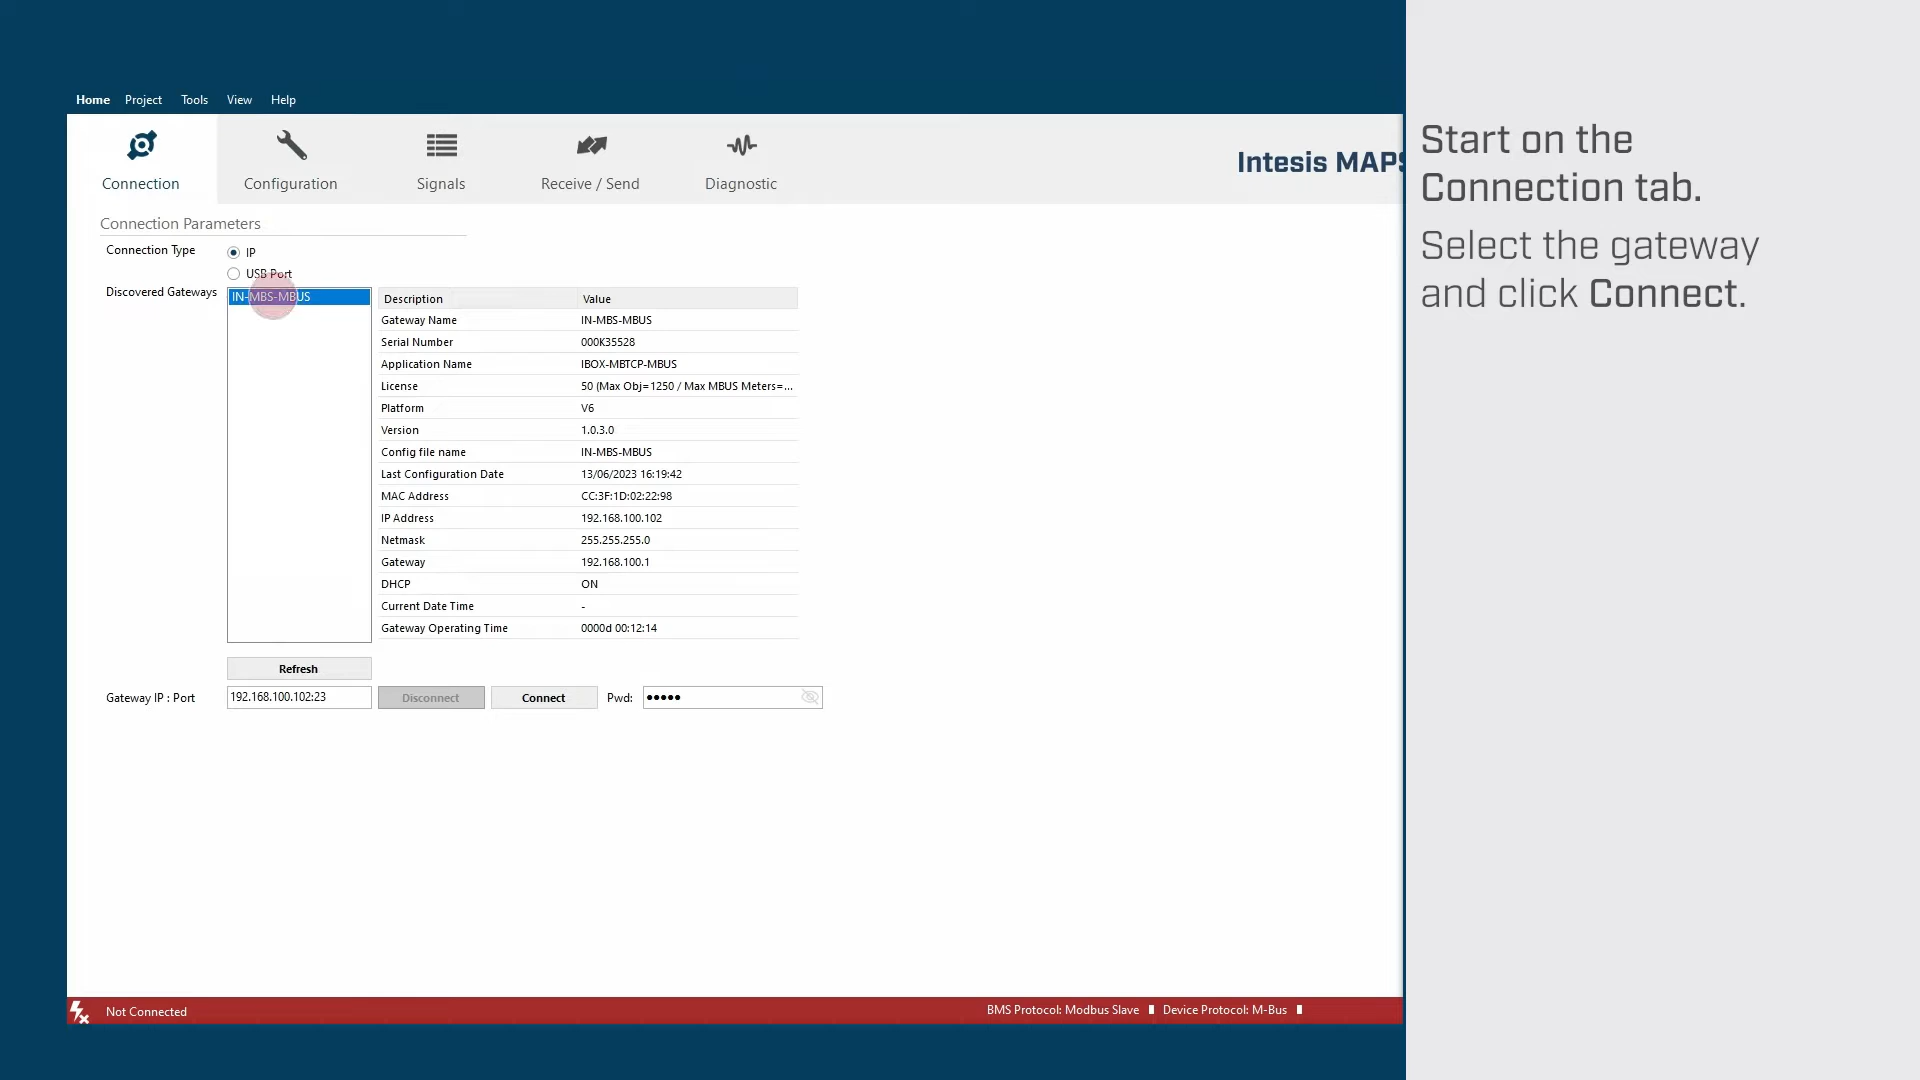 Home Project Tools View Help
Connection Configuration Signals Receive / Send Diagnostic
Intesis MAPS
Connection Parameters
Connection Type IP
USB Port
Discovered Gateways IN-MBS-MBUS
Description Value
Gateway Name IN-MBS-MBUS
Serial Number 000K35528
Application Name IBOX-MBTCP-MBUS
License 50 (Max Obj=1250 / Max MBUS Meters=...
Platform V6
Version 1.0.3.0
Config file name IN-MBS-MBUS
Last Configuration Date 13/06/2023 16:19:42
MAC Address CC:3F:1D:02:22:98
IP Address 192.168.100.102
Netmask 255.255.255.0
Gateway 192.168.100.1
DHCP ON
Current Date Time -
Gateway Operating Time 0000d 00:12:14
Refresh
Gateway IP : Port 192.168.100.102:23 Disconnect Connect Pwd: •••••
Not Connected BMS Protocol: Modbus Slave Device Protocol: M-Bus
Start on the
Connection tab.
Select the gateway
and click Connect.